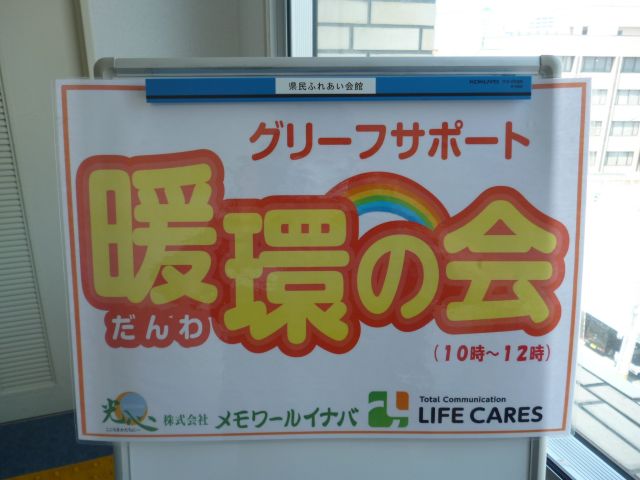 県民ふれあい会館
グリーフサポート
暖環の会
だんわ
(10時～12時)
光心 株式会社 メモワールイナバ
Total Communication
LIFE CARES